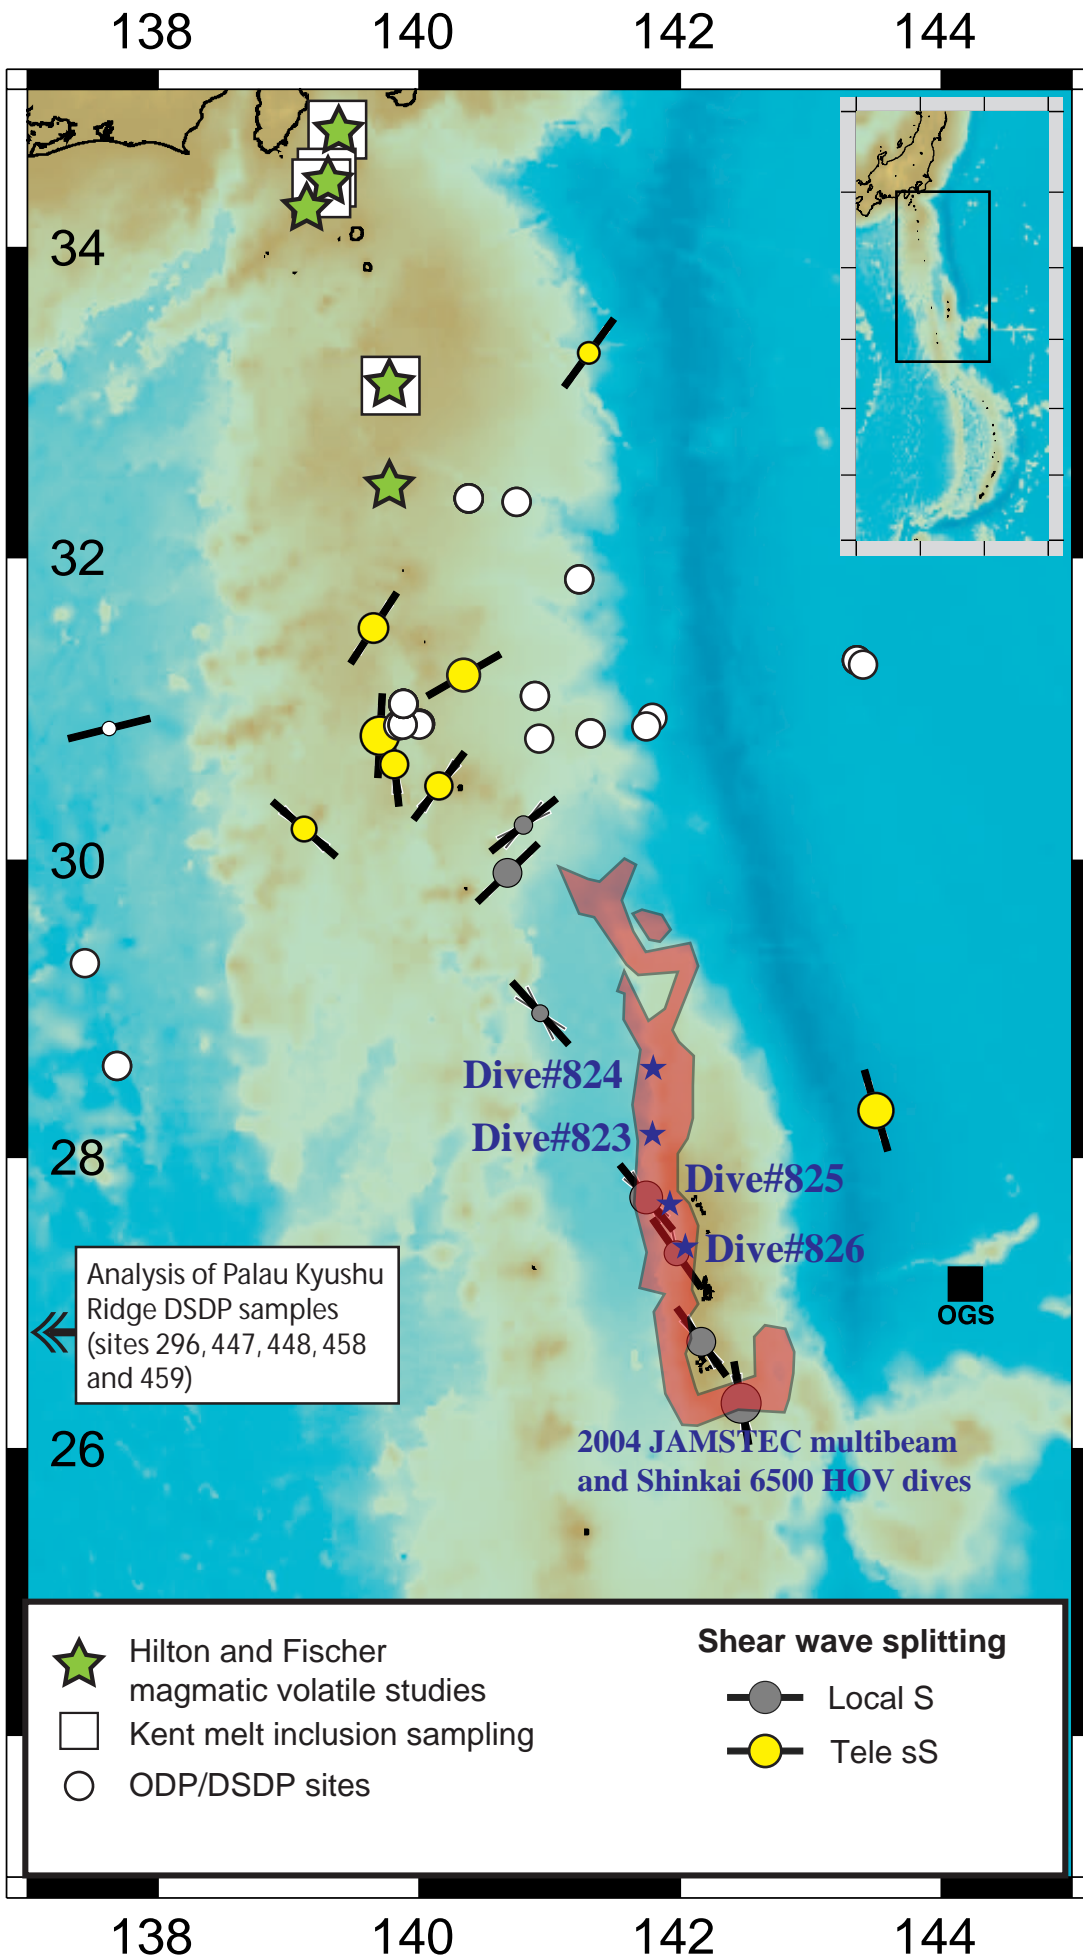 138 140 142 144
34
32
30
Dive#824
Dive#823
28
Dive#825
Dive#826
Analysis of Palau Kyushu
Ridge DSDP samples
(sites 296, 447, 448, 458
and 459)
OGS
26
2004 JAMSTEC multibeam
and Shinkai 6500 HOV dives
Hilton and Fischer
magmatic volatile studies
Kent melt inclusion sampling
ODP/DSDP sites
Shear wave splitting
Local S
Tele sS
138 140 142 144